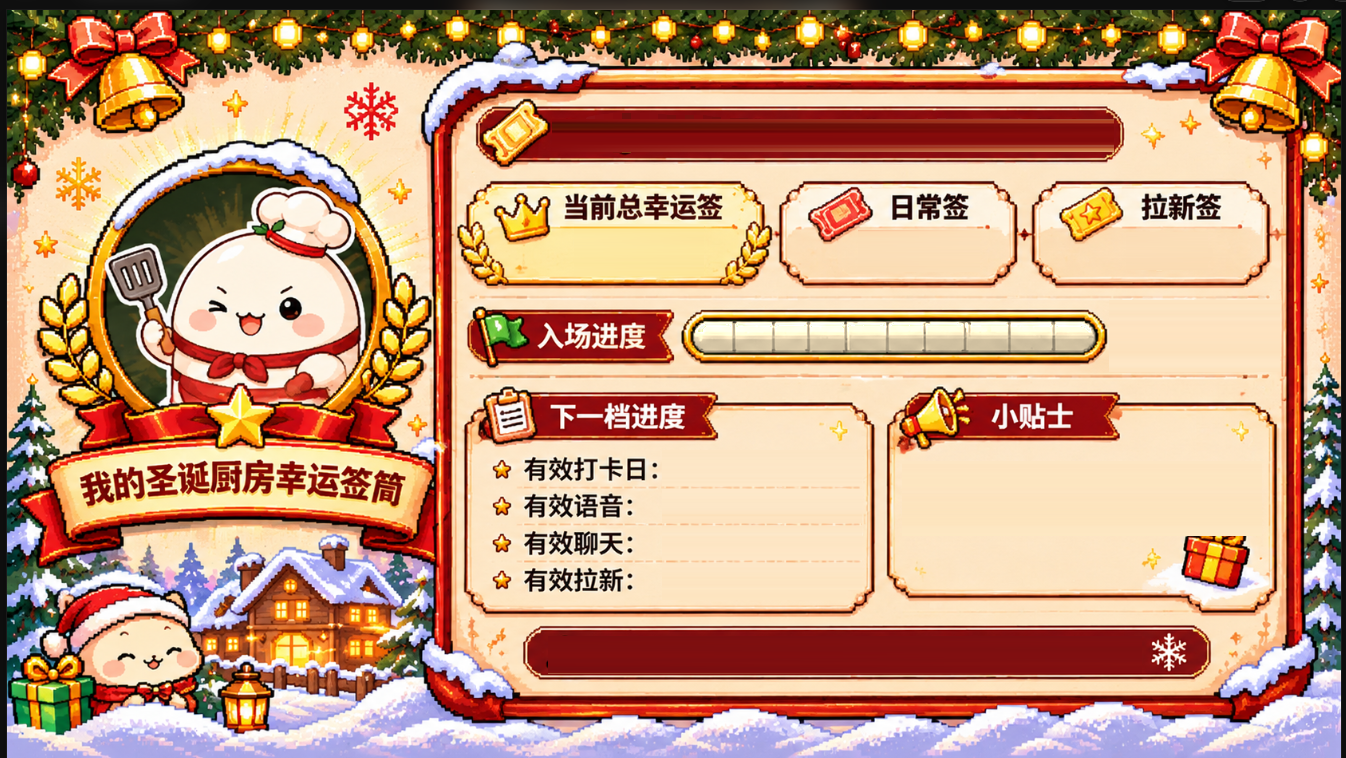 当前总幸运签
日常签
拉新签
入场进度
下一档进度
有效打卡日：
有效语音：
有效聊天：
有效拉新：
小贴士
我的圣诞厨房幸运签筒